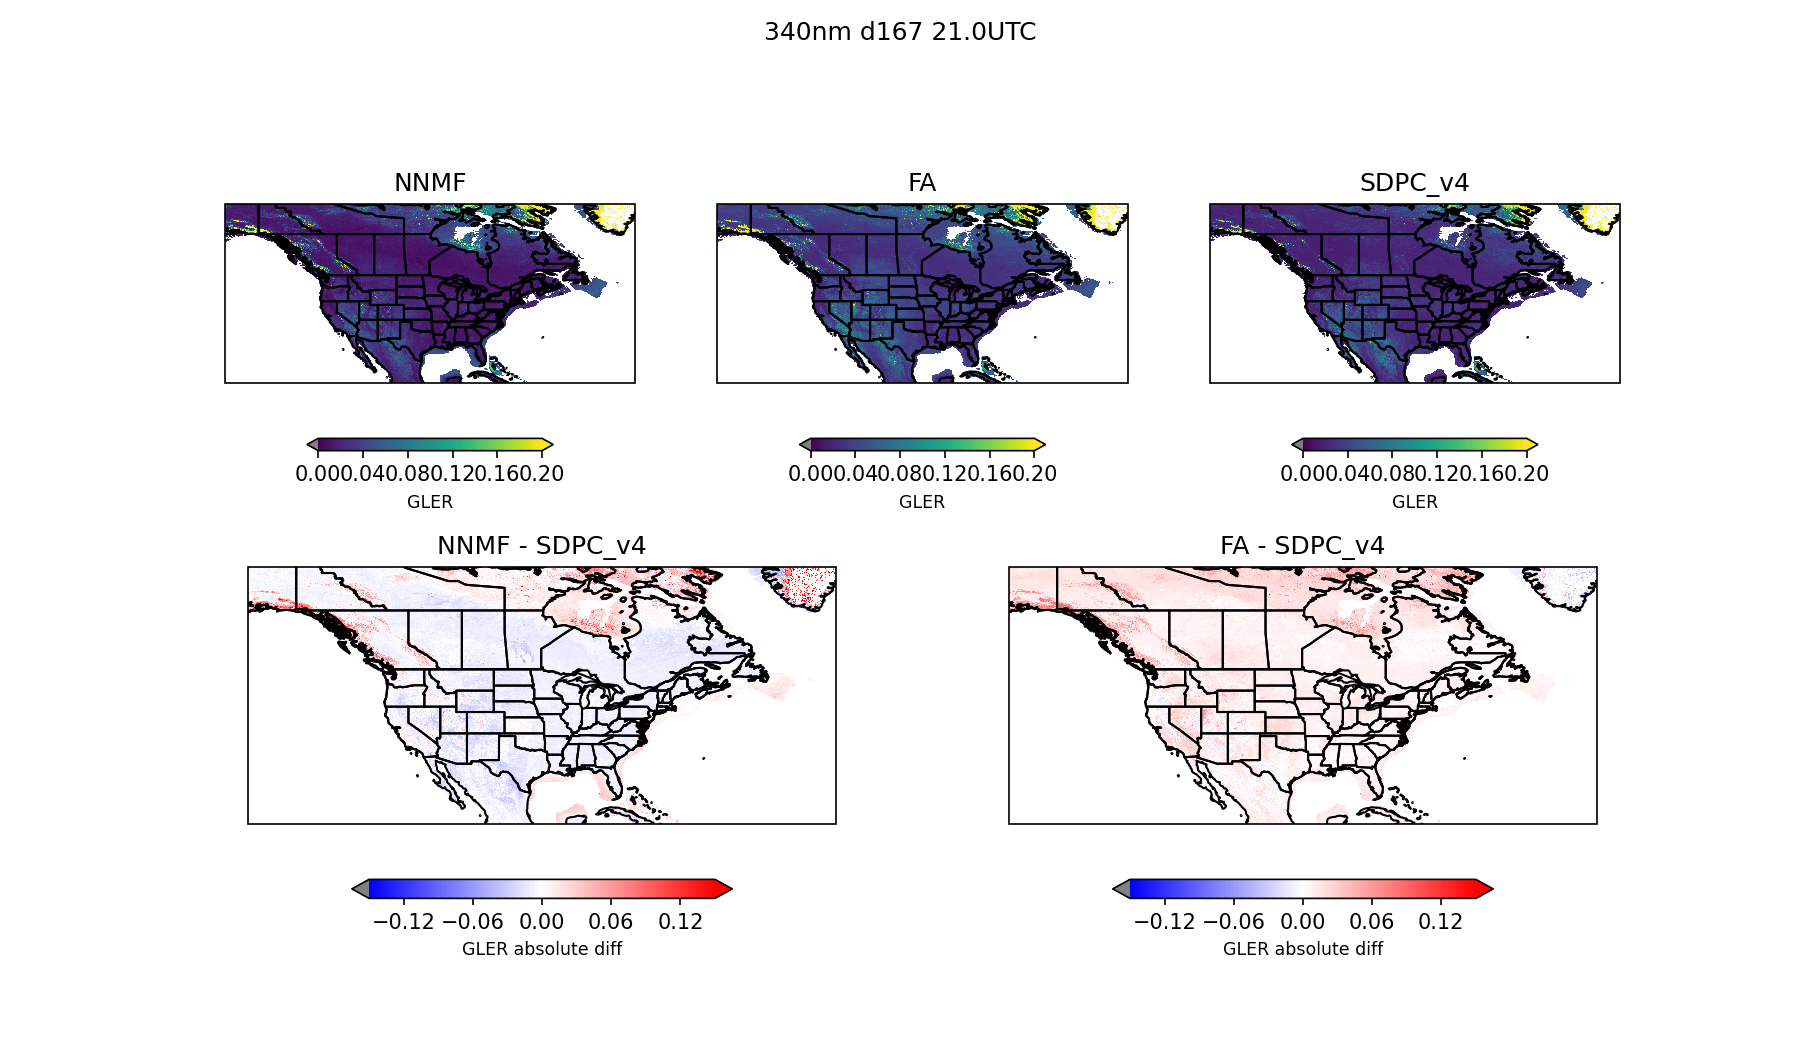 340nm d167 21.0UTC
NNMF
FA
SDPC_v4
0.000.040.080.120.160.20
0.000.040.080.120.160.20
0.000.040.080.120.160.20
GLER
GLER
GLER
NNMF - SDPC_v4
FA - SDPC_v4
−0.12 −0.06 0.00 0.06 0.12
−0.12 −0.06 0.00 0.06 0.12
GLER absolute diff
GLER absolute diff